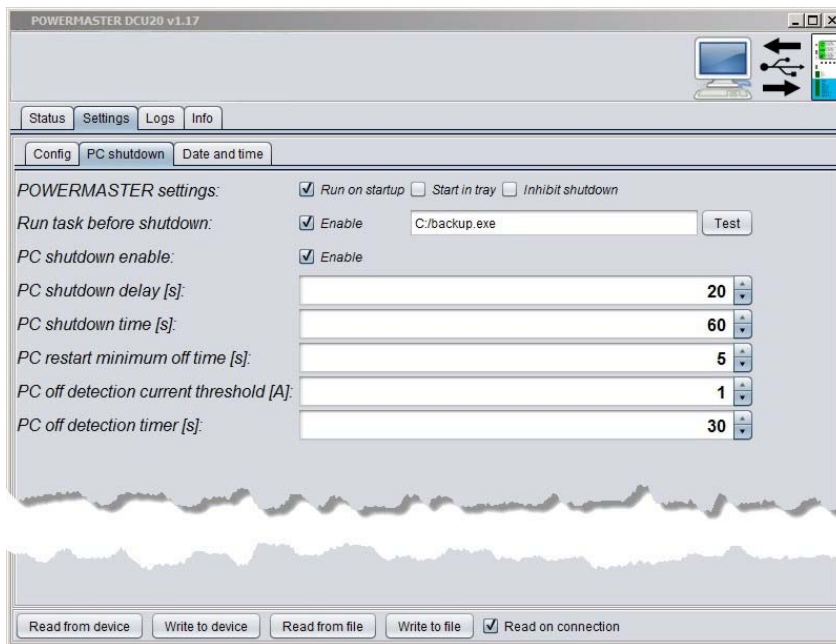 POWERMASTER DCU20 v1.17
Status Settings Logs Info
Config PC shutdown Date and time
POWERMASTER settings: Run on startup Start in tray Inhibit shutdown
Run task before shutdown: Enable C:/backup.exe Test
PC shutdown enable: Enable
PC shutdown delay [s]: 20
PC shutdown time [s]: 60
PC restart minimum off time [s]: 5
PC off detection current threshold [A]: 1
PC off detection timer [s]: 30
Read from device Write to device Read from file Write to file Read on connection